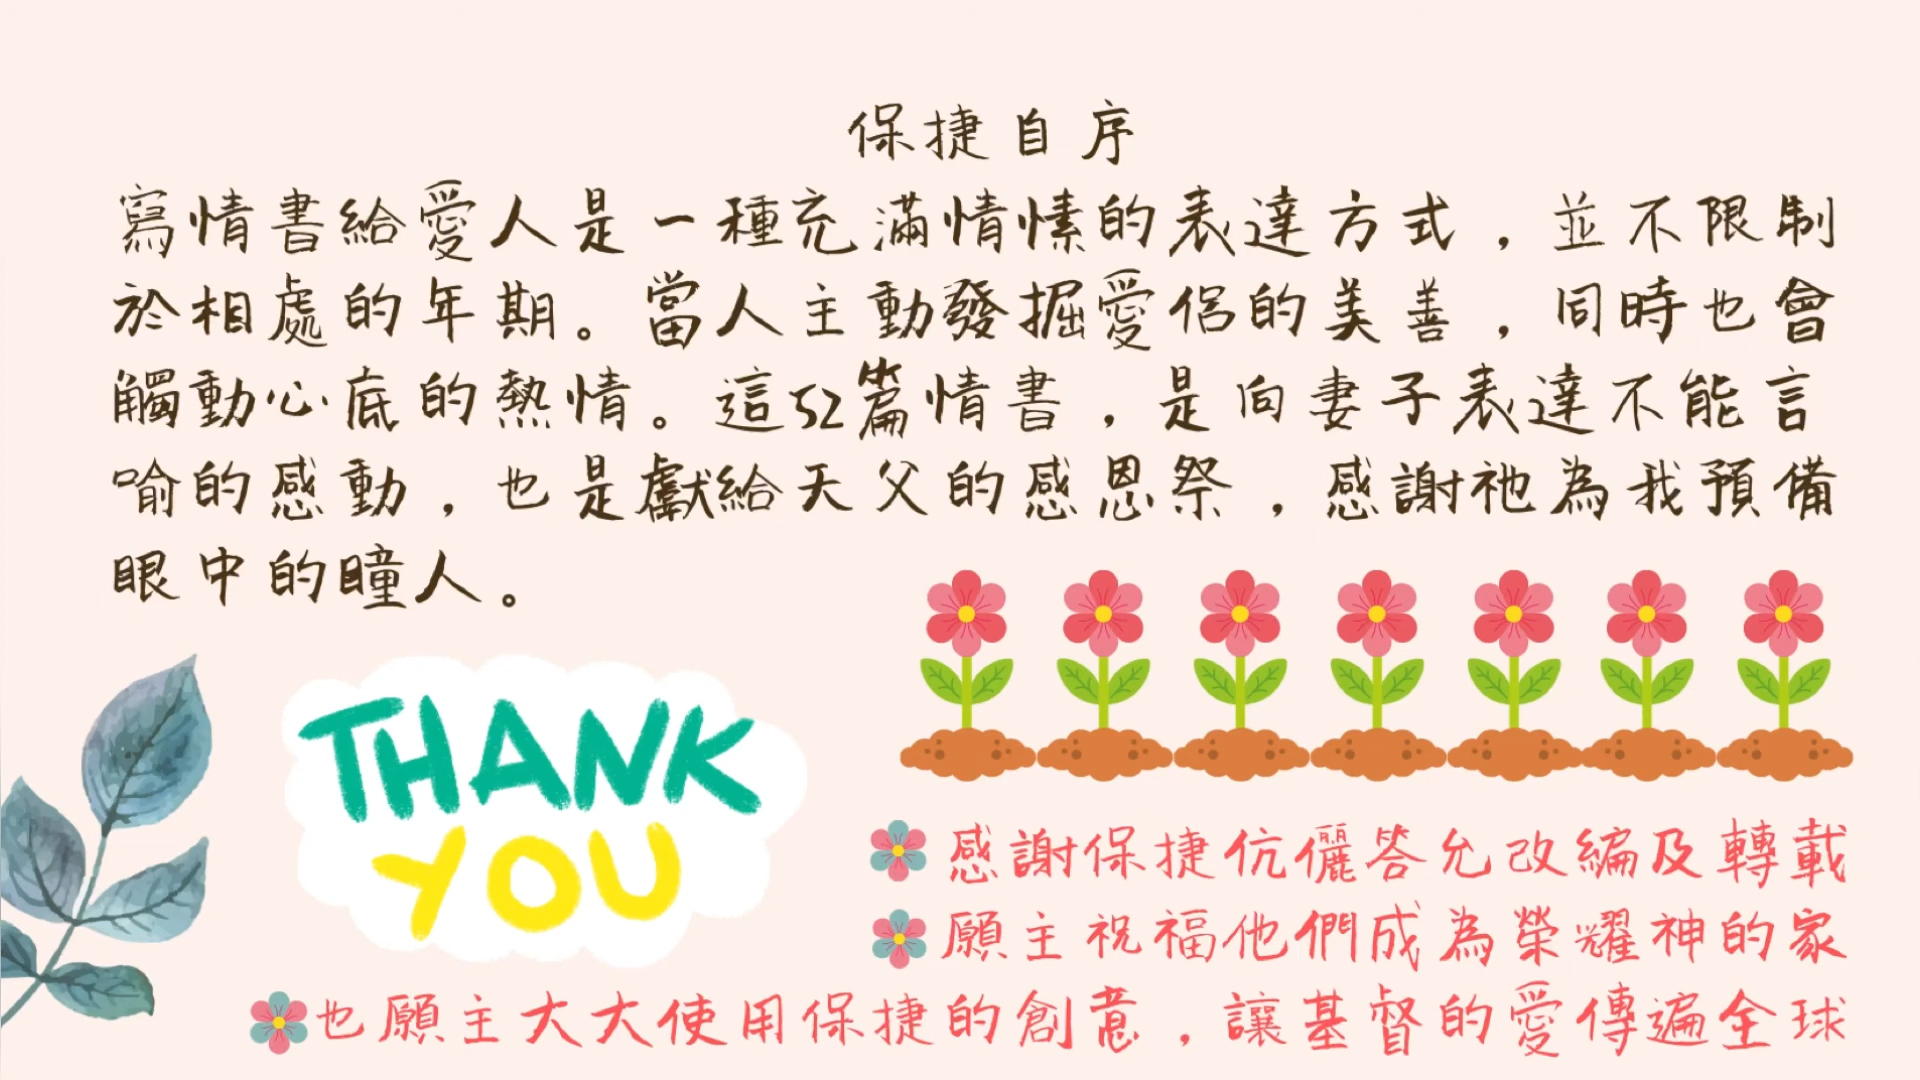 保捷自序
寫情書給愛人是一種充滿情愫的表達方式，並不限制
於相處的年期。當人主動發掘愛侶的美善，同時也會
觸動心底的熱情。這52篇情書，是向妻子表達不能言
喻的感動，也是獻給天父的感恩祭，感謝祂為我預備
眼中的瞳人。
THANK
YOU
感謝保捷伉儷答允改編及轉載
願主祝福他們成為榮耀神的家
也願主大大使用保捷的創意，讓基督的愛傳遍全球